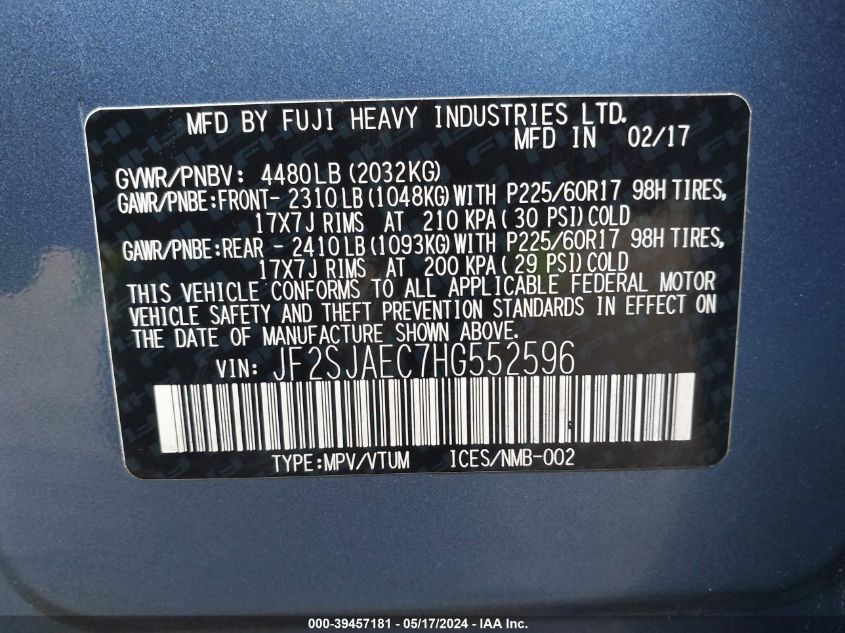 MFD BY FUJI HEAVY INDUSTRIES LTD.
MFD IN 02/17
GVWR/PNBV: 4480LB (2032KG)
GAWR/PNBE:FRONT- 2310LB (1048KG)WITH P225/60R17 98H TIRES,
17X7J RIMS AT 210 KPA( 30 PSI)COLD
GAWR/PNBE:REAR - 2410LB (1093KG)WITH P225/60R17 98H TIRES,
17X7J RIMS AT 200 KPA( 29 PSI)COLD
THIS VEHICLE CONFORMS TO ALL APPLICABLE FEDERAL MOTOR
VEHICLE SAFETY AND THEFT PREVENTION STANDARDS IN EFFECT ON
THE DATE OF MANUFACTURE SHOWN ABOVE.
VIN: JF2SJAEC7HG552596
TYPE:MPV/VTUM ICES/NMB-002
000-39457181 - 05/17/2024 - IAA Inc.